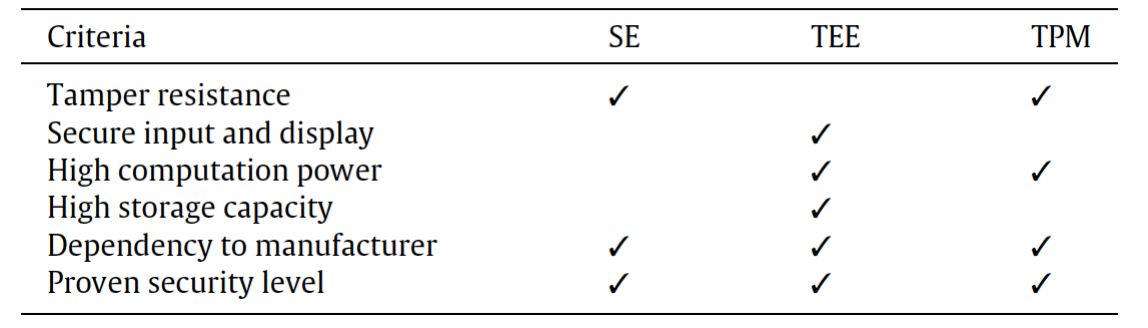 Criteria SE TEE TPM
Tamper resistance ✓ ✓
Secure input and display ✓
High computation power ✓ ✓
High storage capacity ✓
Dependency to manufacturer ✓ ✓ ✓
Proven security level ✓ ✓ ✓